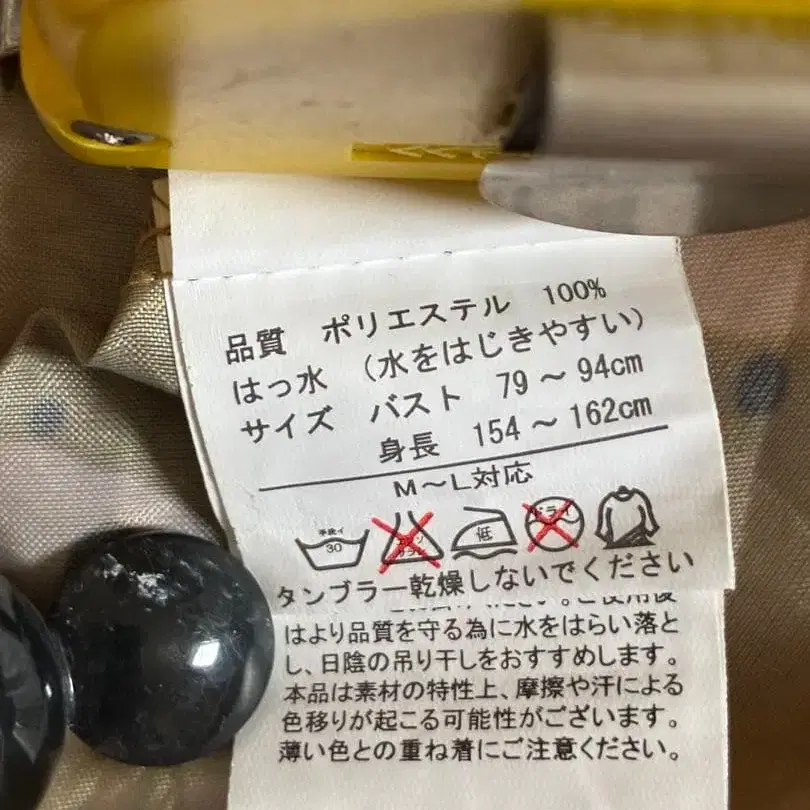 品質 ポリエステル 100%
はっ水 (水をはじきやすい)
サイズ バスト 79～94cm
身長 154～162cm
M～L対応
手洗イ
30
低
ドライ
タンブラー乾燥しないでください
はより品質を守る為に水をはらい落と
し、日陰の吊り干しをおすすめします。
本品は素材の特性上、摩擦や汗による
色移りが起こる可能性がございます。
薄い色との重ね着にご注意ください。